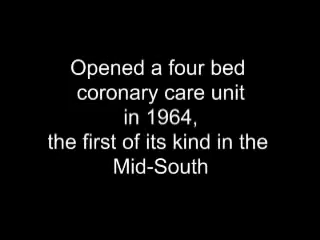 Opened a four bed
coronary care unit
in 1964,
the first of its kind in the
Mid-South